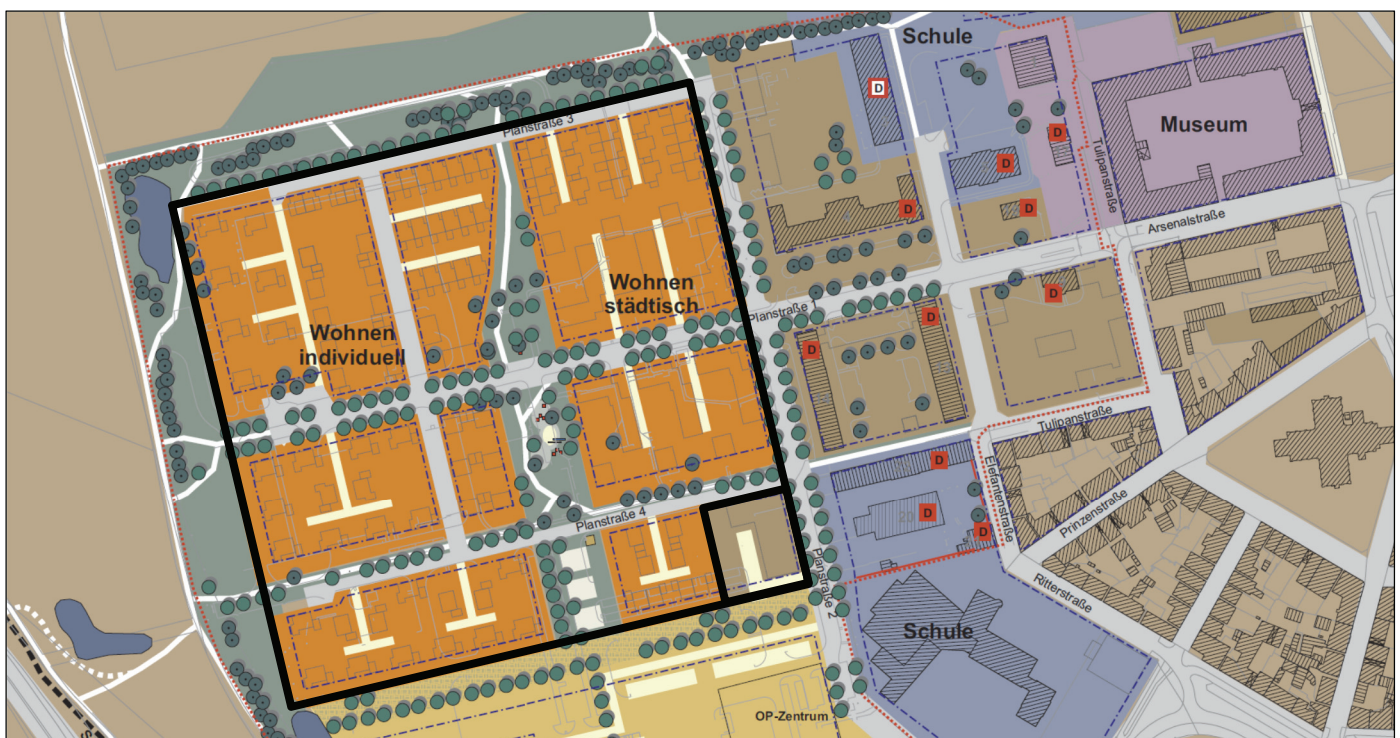 Schule
D
Planstraße 3
Museum
D
Tulipanstraße
D
D
D
Arsenalstraße
Wohnen
städtisch
D
Planstraße 1
D
Wohnen
individuell
D
Tulipanstraße
D
Elefantenstraße
Planstraße 4
20
D
D
Prinzenstraße
Planstraße 2
Ritterstraße
Schule
OP-Zentrum